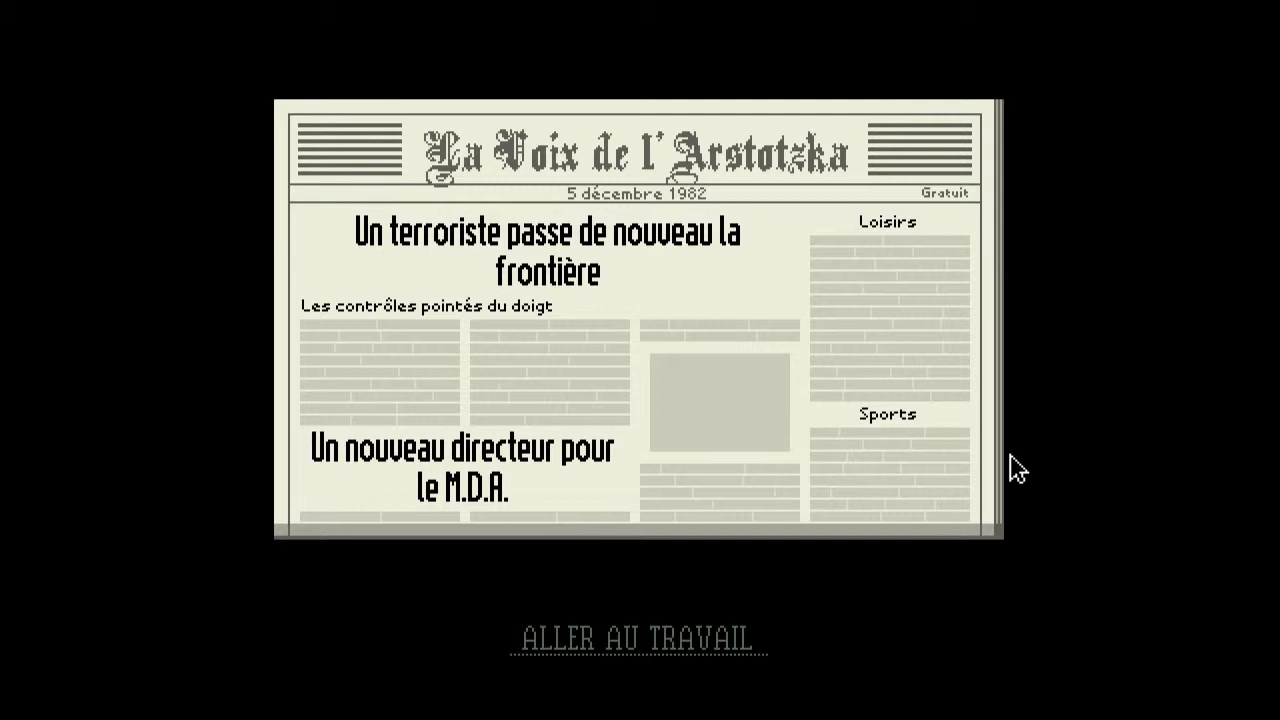 La Voix de l'Arstotzka
5 décembre 1982
Gratuit
Un terroriste passe de nouveau la
frontière
Les contrôles pointés du doigt
Un nouveau directeur pour
le M.D.A.
Loisirs
Sports
ALLER AU TRAVAIL